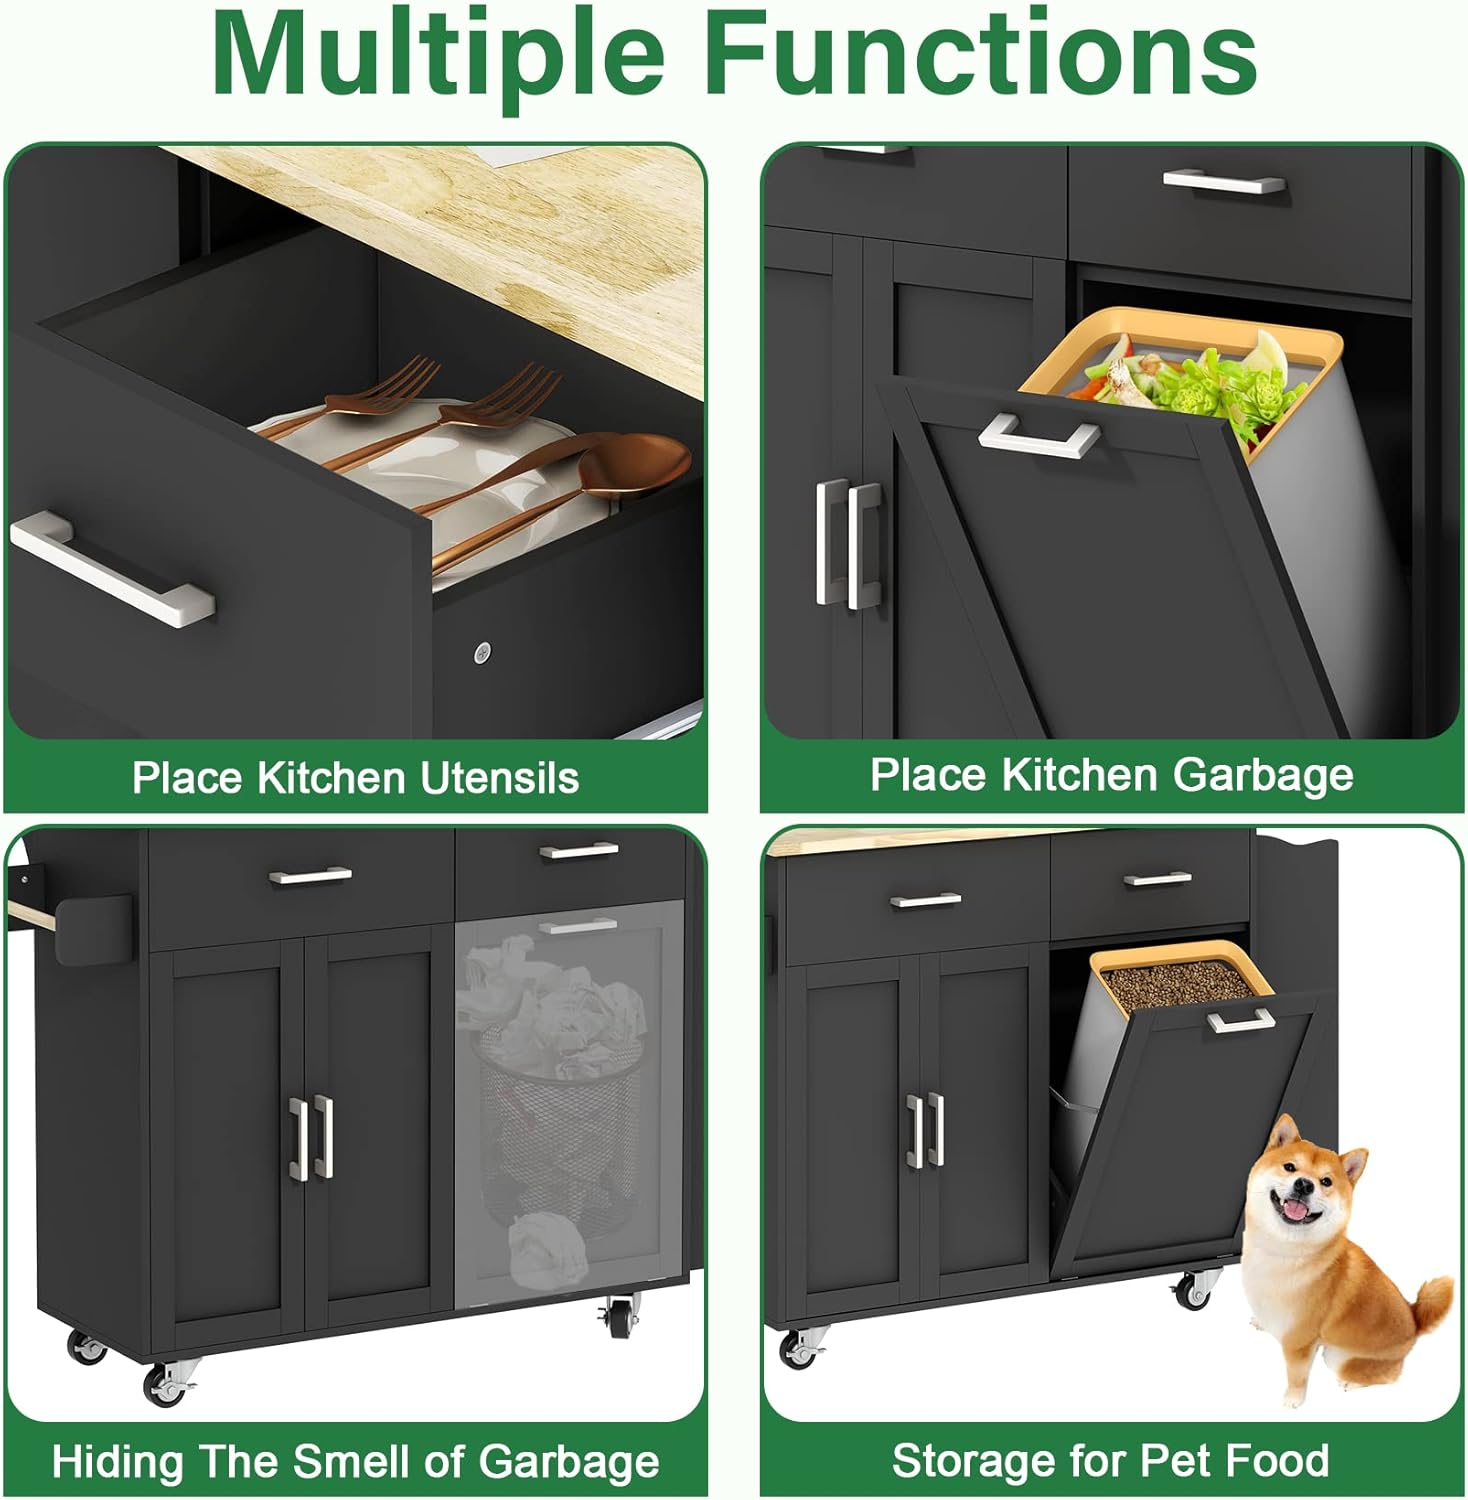 Multiple Functions
Place Kitchen Utensils
Place Kitchen Garbage
Hiding The Smell of Garbage
Storage for Pet Food